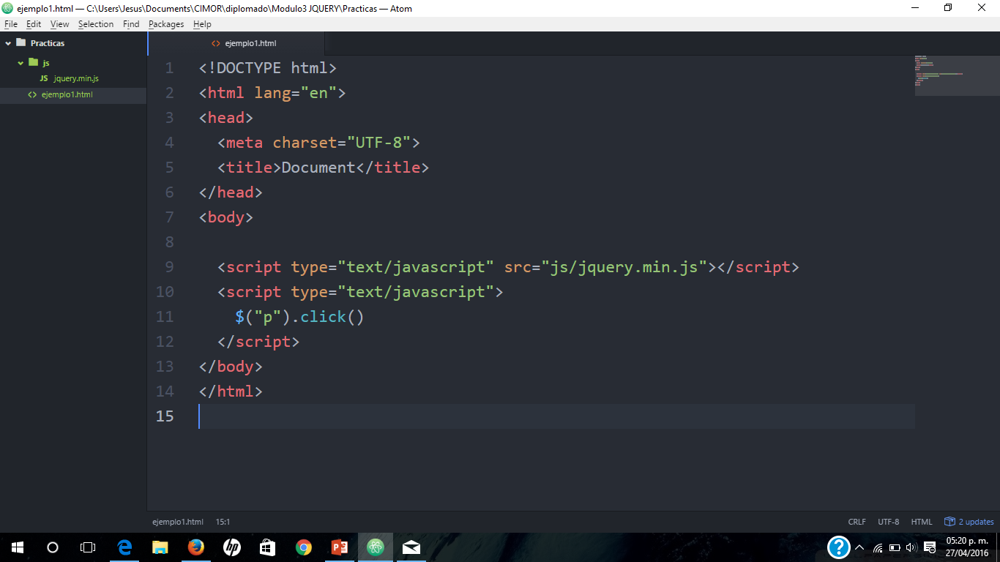 ejemplo1.html — C:\Users\Jesus\Documents\CIMOR\diplomado\Modulo3 JQUERY\Practicas — Atom
File Edit View Selection Find Packages Help
Practicas
js
JS jquery.min.js
<> ejemplo1.html
<> ejemplo1.html
1 <!DOCTYPE html>
2 <html lang="en">
3 <head>
4 <meta charset="UTF-8">
5 <title>Document</title>
6 </head>
7 <body>
8
9 <script type="text/javascript" src="js/jquery.min.js"></script>
10 <script type="text/javascript">
11 $("p").click()
12 </script>
13 </body>
14 </html>
15
ejemplo1.html 15:1 CRLF UTF-8 HTML 2 updates
hp
?
05:20 p. m.
27/04/2016